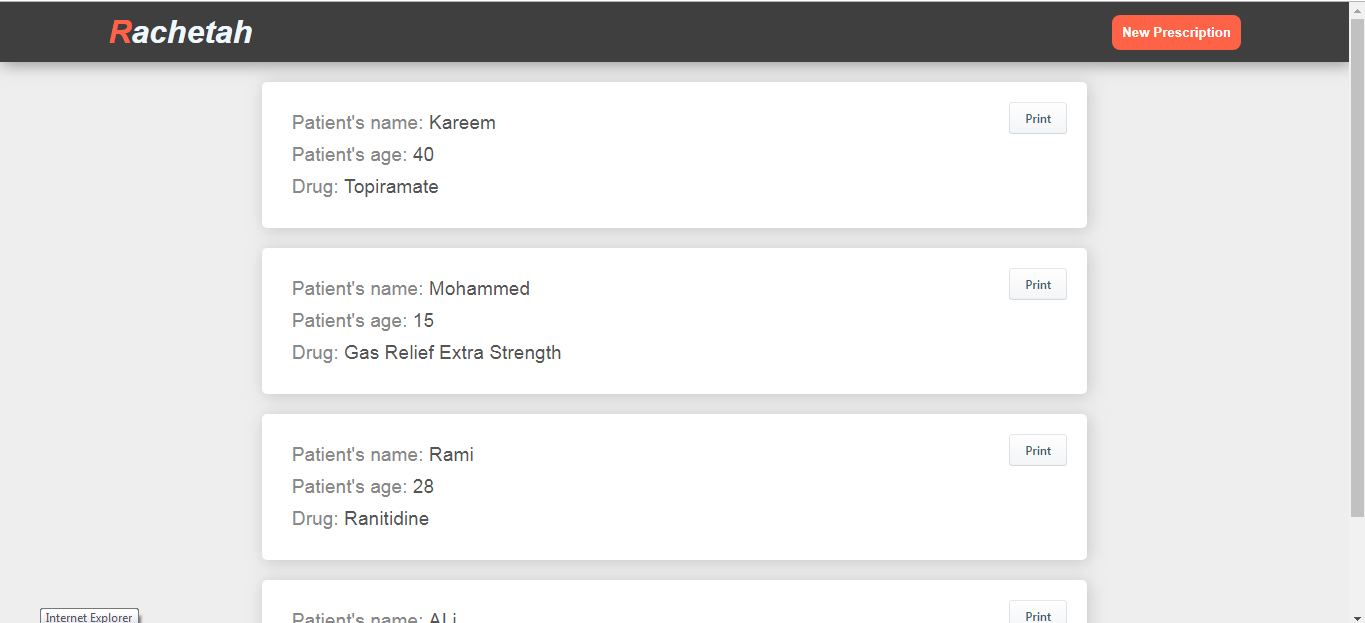 Rachetah
New Prescription
Patient's name: Kareem
Print
Patient's age: 40
Drug: Topiramate
Patient's name: Mohammed
Print
Patient's age: 15
Drug: Gas Relief Extra Strength
Patient's name: Rami
Print
Patient's age: 28
Drug: Ranitidine
Patient's name: ALi
Print
Internet Explorer